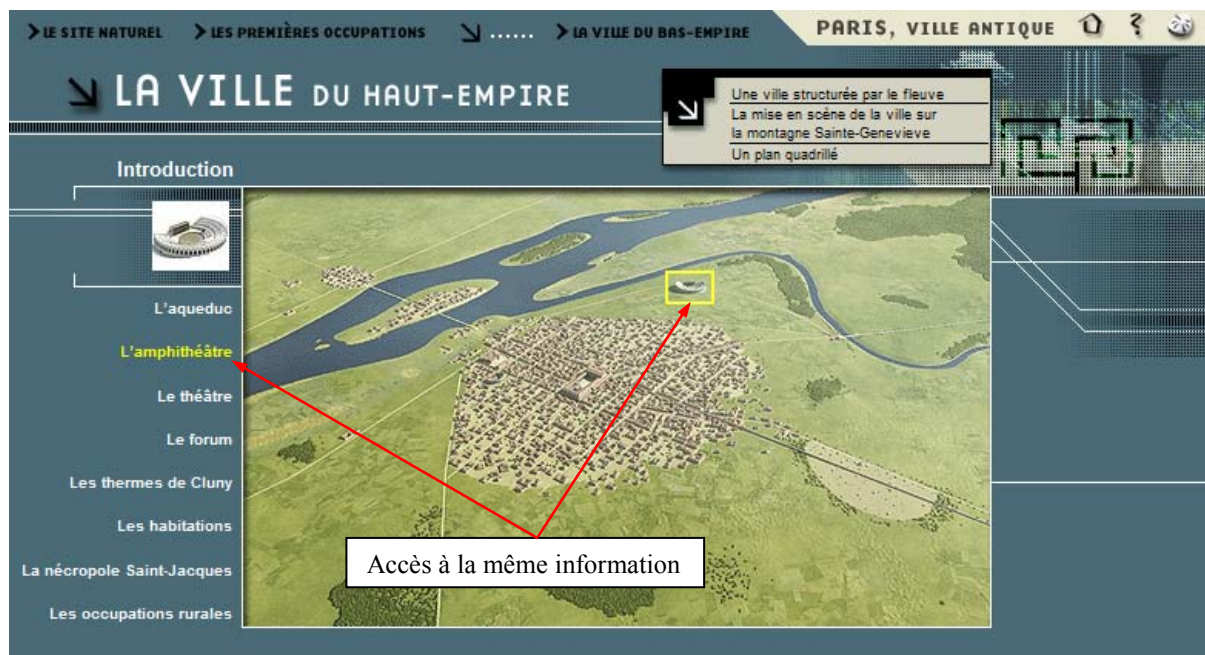 LE SITE NATUREL
LES PREMIÈRES OCCUPATIONS
......
LA VILLE DU BAS-EMPIRE
PARIS, VILLE ANTIQUE
?
LA VILLE DU HAUT-EMPIRE
Une ville structurée par le fleuve
La mise en scène de la ville sur
la montagne Sainte-Genevieve
Un plan quadrillé
Introduction
L'aqueduc
L'amphithéâtre
Le théâtre
Le forum
Les thermes de Cluny
Les habitations
La nécropole Saint-Jacques
Les occupations rurales
Accès à la même information